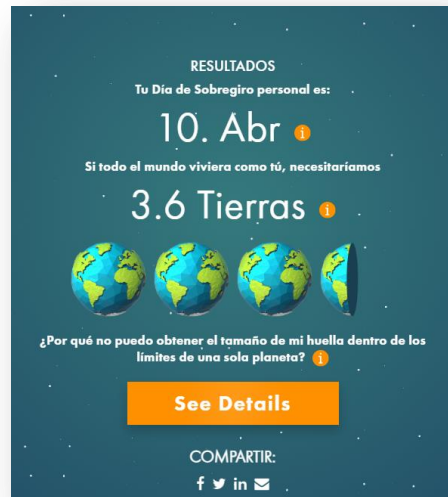 RESULTADOS
Tu Día de Sobregiro personal es:
10. Abr i
Si todo el mundo viviera como tú, necesitaríamos
3.6 Tierras i
¿Por qué no puedo obtener el tamaño de mi huella dentro de los
límites de una sola planeta? i
See Details
COMPARTIR: